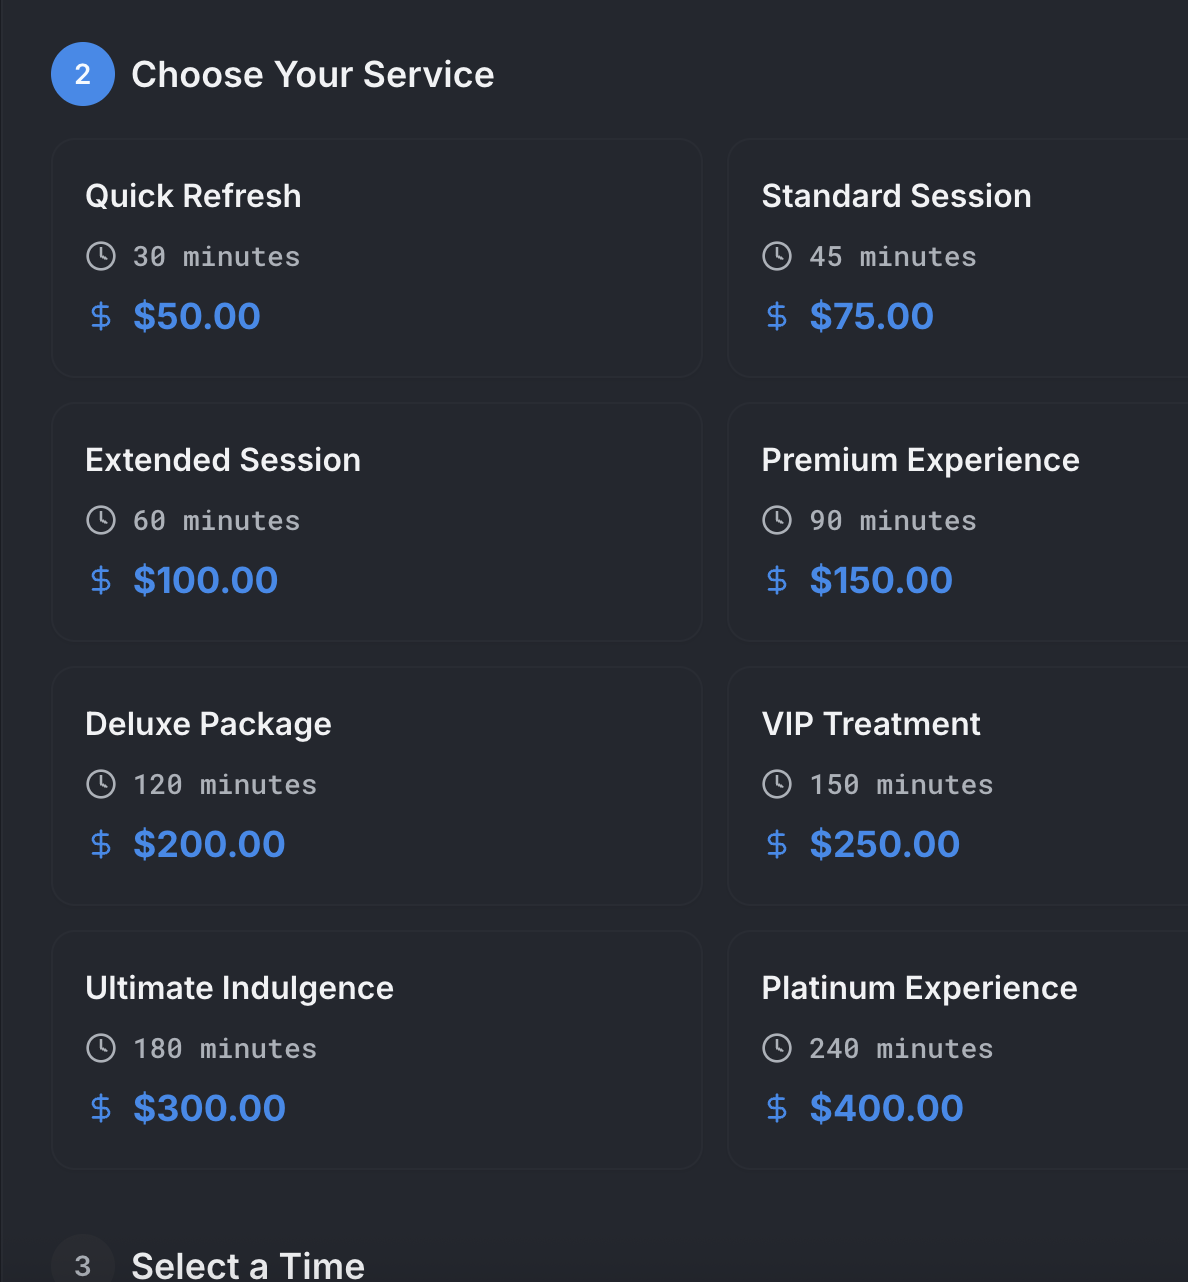 2
Choose Your Service
Quick Refresh
30 minutes
$ $50.00
Standard Session
45 minutes
$ $75.00
Extended Session
60 minutes
$ $100.00
Premium Experience
90 minutes
$ $150.00
Deluxe Package
120 minutes
$ $200.00
VIP Treatment
150 minutes
$ $250.00
Ultimate Indulgence
180 minutes
$ $300.00
Platinum Experience
240 minutes
$ $400.00
3
Select a Time